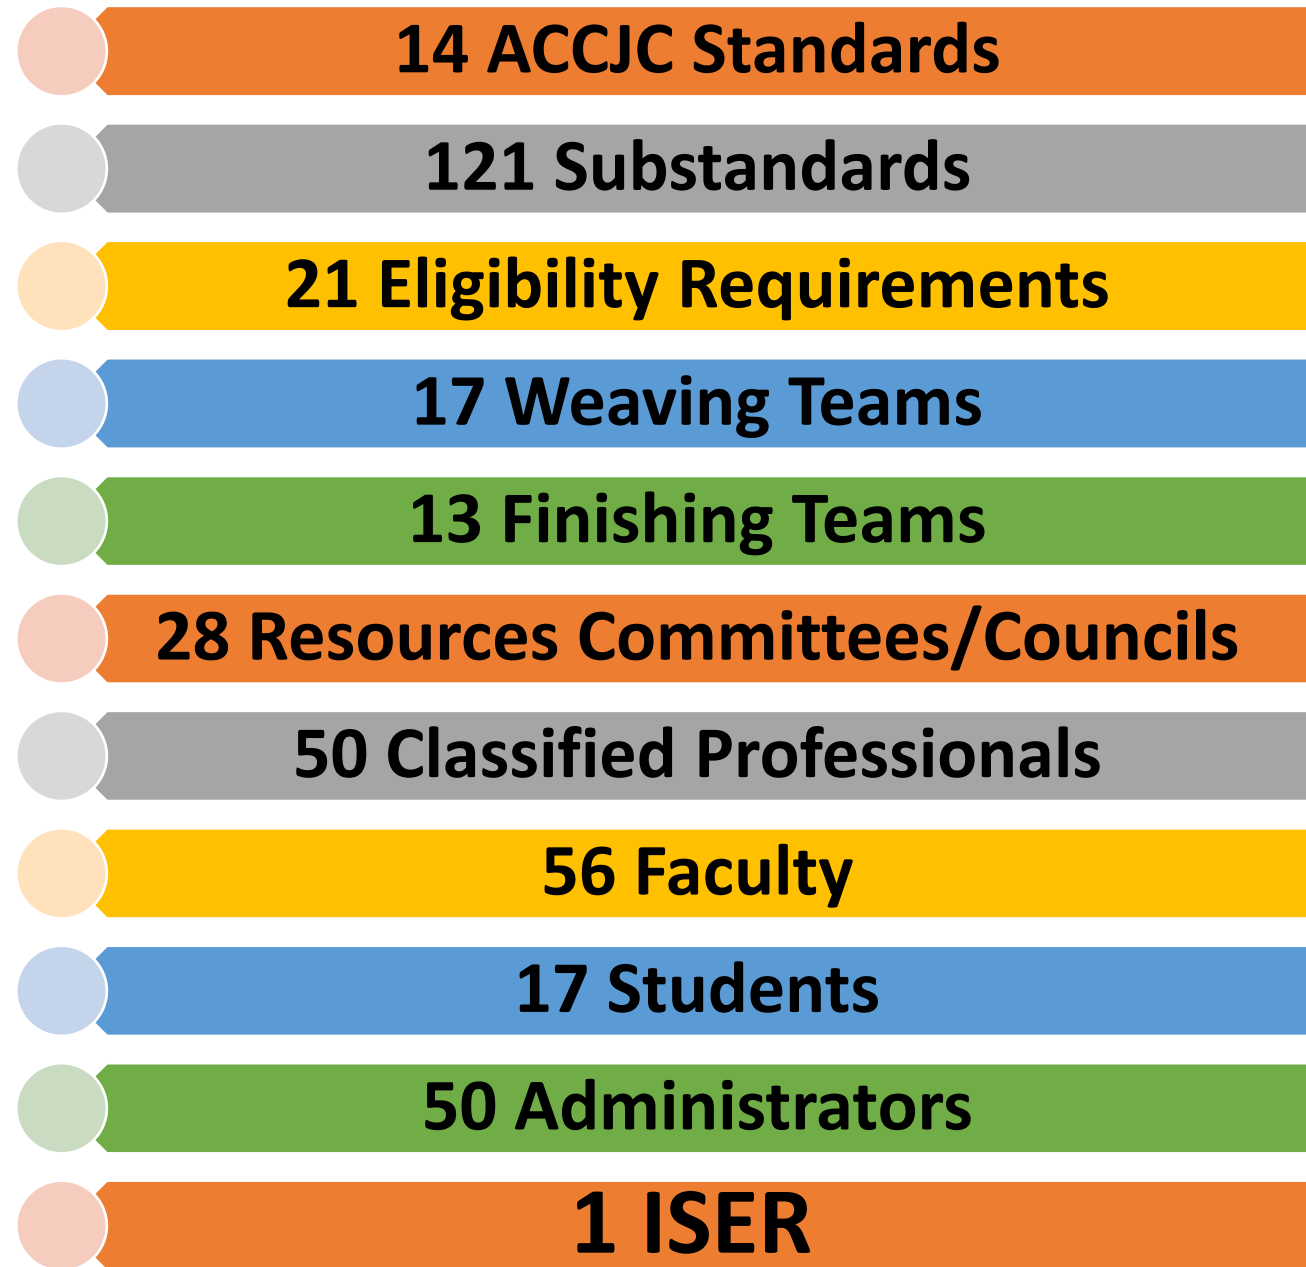 14 ACCJC Standards
121 Substandards
21 Eligibility Requirements
17 Weaving Teams
13 Finishing Teams
28 Resources Committees/Councils
50 Classified Professionals
56 Faculty
17 Students
50 Administrators
1 ISER